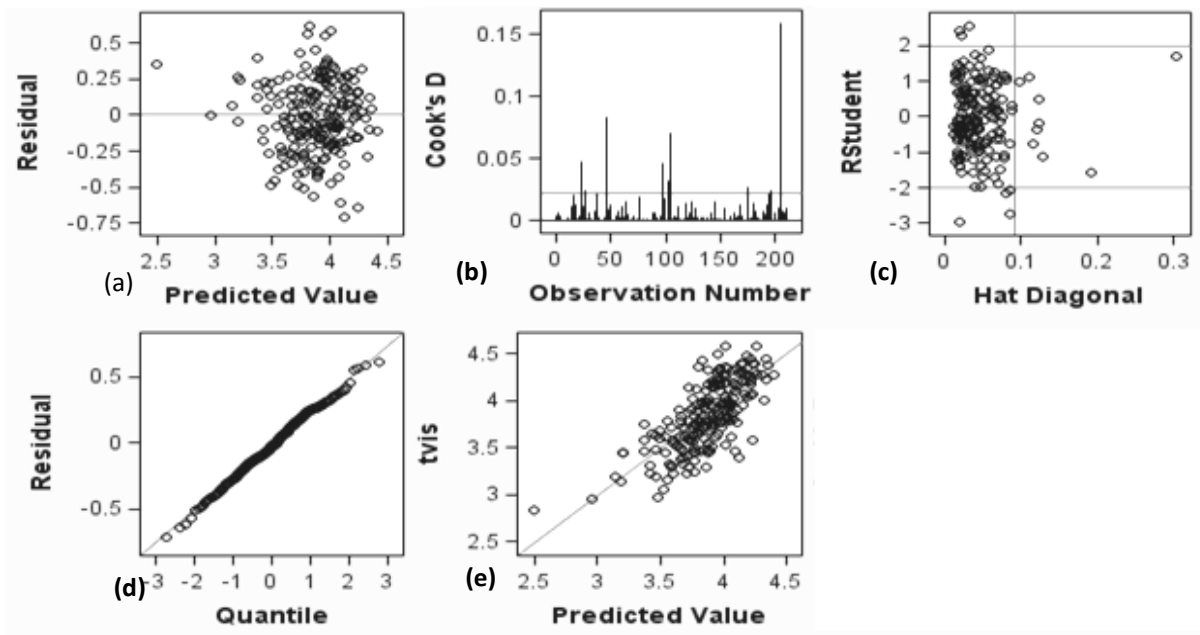 Residual
0.5
0.25
0
-0.25
-0.5
-0.75
2.5 3 3.5 4 4.5
(a) Predicted Value
Cook's D
0.15
0.1
0.05
0
0 50 100 150 200
(b) Observation Number
RStudent
2
1
0
-1
-2
-3
0 0.1 0.2 0.3
(c) Hat Diagonal
Residual
0.5
0
-0.5
(d) -3 -2 -1 0 1 2 3
Quantile
tvis
4.5
4
3.5
3
2.5
(e) 2.5 3 3.5 4 4.5
Predicted Value